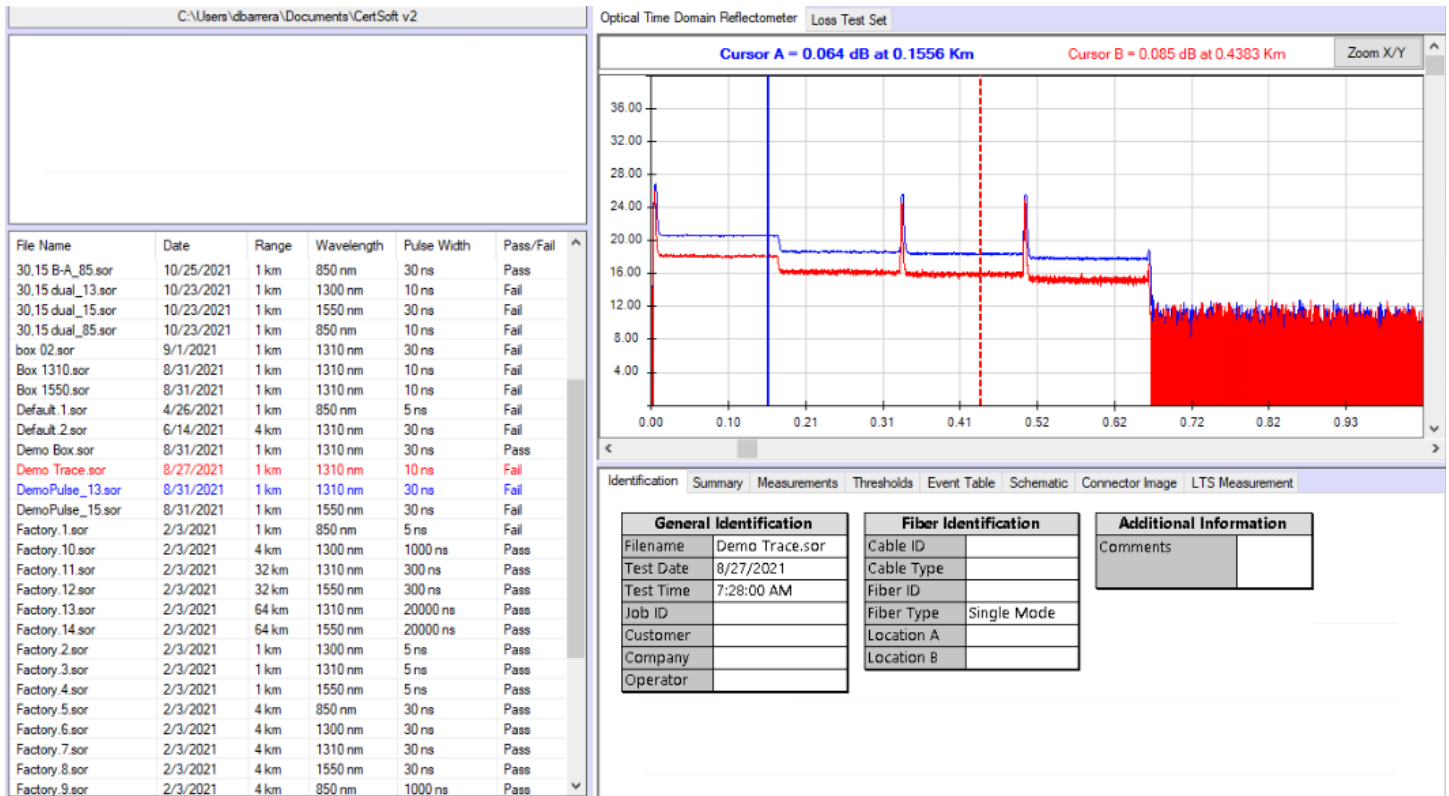 C:\Users\dbarrera\Documents\CertSoft v2
File Name Date Range Wavelength Pulse Width Pass/Fail
30,15 B-A_85.sor 10/25/2021 1 km 850 nm 30 ns Pass
30,15 dual_13.sor 10/23/2021 1 km 1300 nm 10 ns Fail
30,15 dual_15.sor 10/23/2021 1 km 1550 nm 30 ns Fail
30,15 dual_85.sor 10/23/2021 1 km 850 nm 10 ns Fail
box 02.sor 9/1/2021 1 km 1310 nm 30 ns Fail
Box 1310.sor 8/31/2021 1 km 1310 nm 10 ns Fail
Box 1550.sor 8/31/2021 1 km 1310 nm 10 ns Fail
Default.1.sor 4/26/2021 1 km 850 nm 5 ns Fail
Default.2.sor 6/14/2021 4 km 1310 nm 30 ns Fail
Demo Box.sor 8/31/2021 1 km 1310 nm 30 ns Pass
Demo Trace.sor 8/27/2021 1 km 1310 nm 10 ns Fail
DemoPulse_13.sor 8/31/2021 1 km 1310 nm 30 ns Fail
DemoPulse_15.sor 8/31/2021 1 km 1550 nm 30 ns Fail
Factory.1.sor 2/3/2021 1 km 850 nm 5 ns Fail
Factory.10.sor 2/3/2021 4 km 1300 nm 1000 ns Pass
Factory.11.sor 2/3/2021 32 km 1310 nm 300 ns Pass
Factory.12.sor 2/3/2021 32 km 1550 nm 300 ns Pass
Factory.13.sor 2/3/2021 64 km 1310 nm 20000 ns Pass
Factory.14.sor 2/3/2021 64 km 1550 nm 20000 ns Pass
Factory.2.sor 2/3/2021 1 km 1300 nm 5 ns Pass
Factory.3.sor 2/3/2021 1 km 1310 nm 5 ns Pass
Factory.4.sor 2/3/2021 1 km 1550 nm 5 ns Pass
Factory.5.sor 2/3/2021 4 km 850 nm 30 ns Pass
Factory.6.sor 2/3/2021 4 km 1300 nm 30 ns Pass
Factory.7.sor 2/3/2021 4 km 1310 nm 30 ns Pass
Factory.8.sor 2/3/2021 4 km 1550 nm 30 ns Pass
Factory.9.sor 2/3/2021 4 km 850 nm 1000 ns Pass
Optical Time Domain Reflectometer Loss Test Set
Cursor A = 0.064 dB at 0.1556 Km Cursor B = 0.085 dB at 0.4383 Km Zoom X/Y
36.00
32.00
28.00
24.00
20.00
16.00
12.00
8.00
4.00
0.00 0.10 0.21 0.31 0.41 0.52 0.62 0.72 0.82 0.93
Identification Summary Measurements Thresholds Event Table Schematic Connector Image LTS Measurement
General Identification
Filename Demo Trace.sor
Test Date 8/27/2021
Test Time 7:28:00 AM
Job ID
Customer
Company
Operator
Fiber Identification
Cable ID
Cable Type
Fiber ID
Fiber Type Single Mode
Location A
Location B
Additional Information
Comments